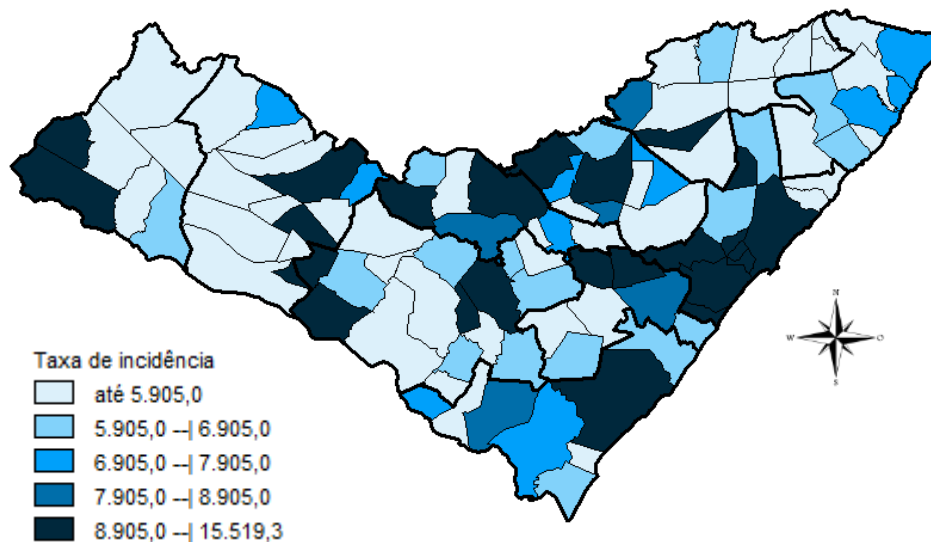 Taxa de incidência
até 5.905,0
5.905,0 --| 6.905,0
6.905,0 --| 7.905,0
7.905,0 --| 8.905,0
8.905,0 --| 15.519,3
N
W O
S